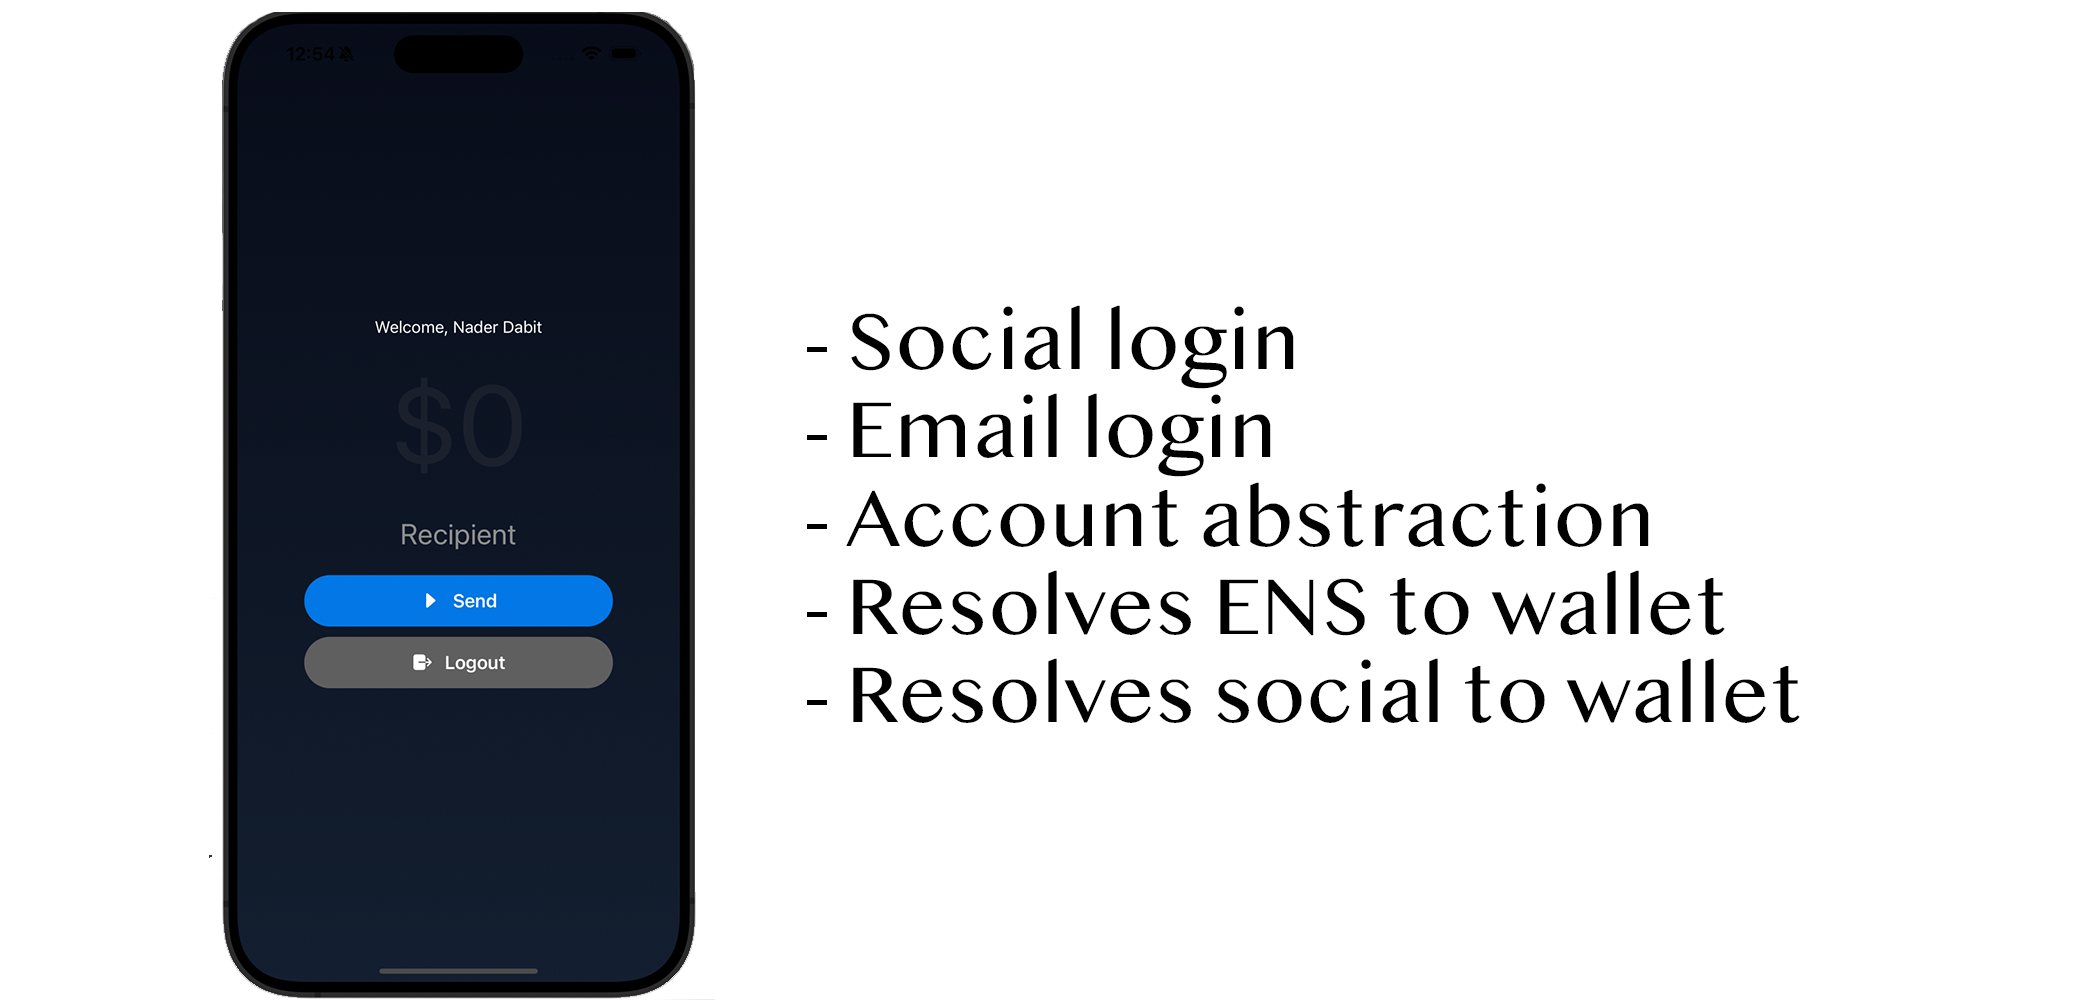 12:54
Welcome, Nader Dabit
$0
Recipient
Send
Logout
- Social login
- Email login
- Account abstraction
- Resolves ENS to wallet
- Resolves social to wallet